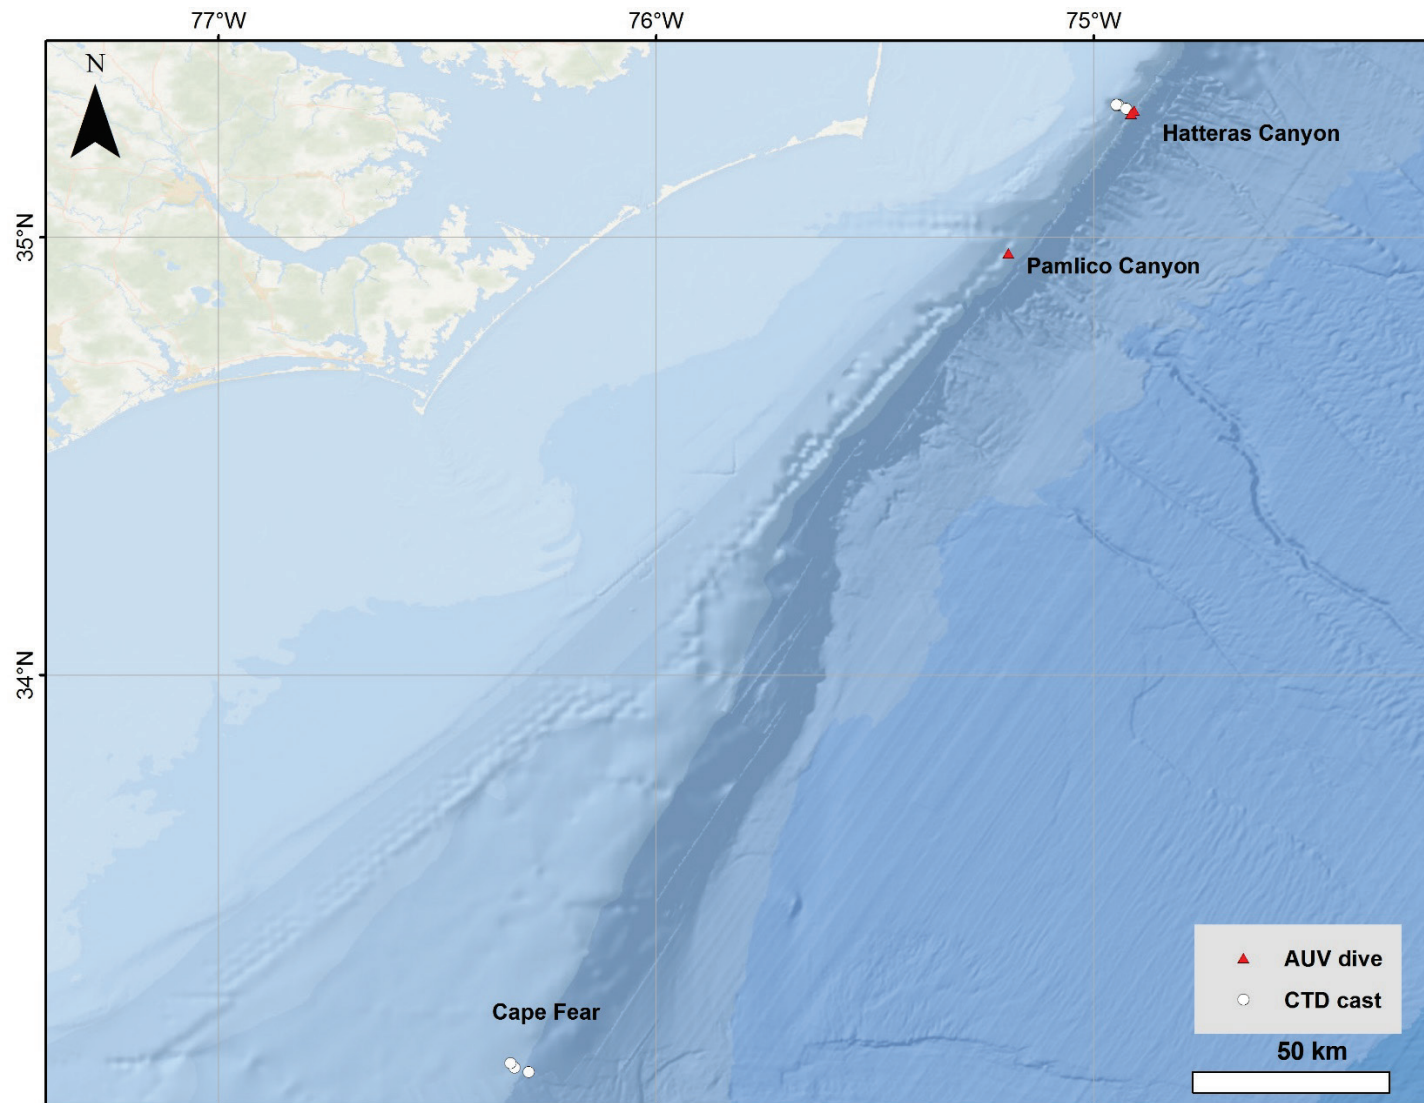 77°W
76°W
75°W
N
Hatteras Canyon
35°N
Pamlico Canyon
34°N
Cape Fear
AUV dive
CTD cast
50 km